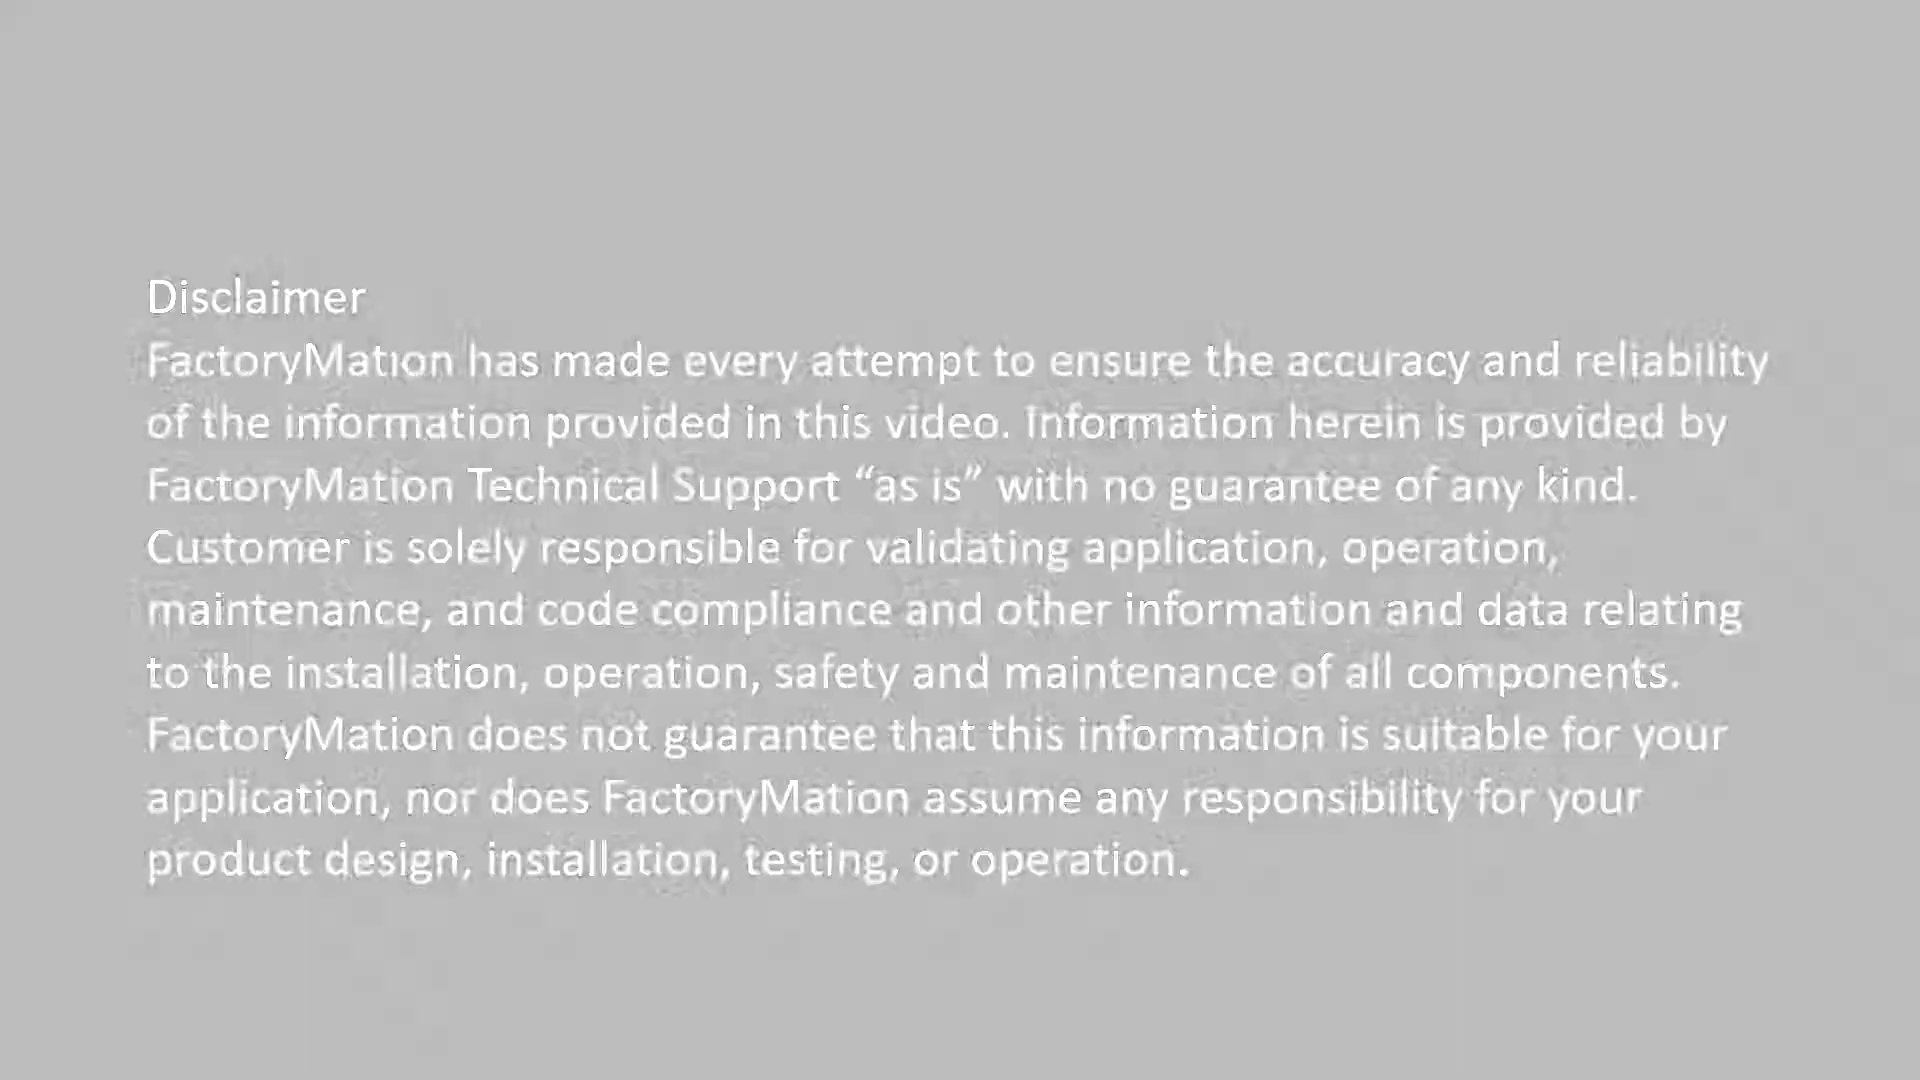 Disclaimer
FactoryMation has made every attempt to ensure the accuracy and reliability
of the information provided in this video. Information herein is provided by
FactoryMation Technical Support “as is” with no guarantee of any kind.
Customer is solely responsible for validating application, operation,
maintenance, and code compliance and other information and data relating
to the installation, operation, safety and maintenance of all components.
FactoryMation does not guarantee that this information is suitable for your
application, nor does FactoryMation assume any responsibility for your
product design, installation, testing, or operation.